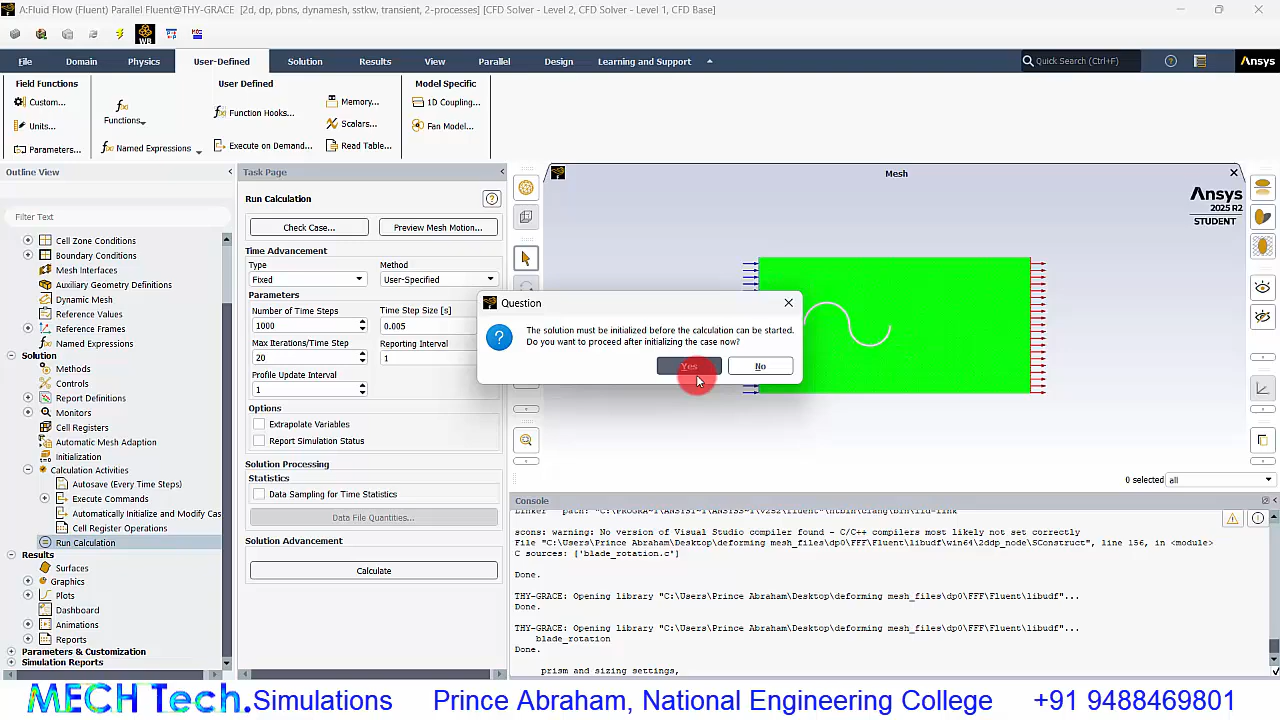 A:Fluid Flow (Fluent) Parallel Fluent@THY-GRACE [2d, dp, pbns, dynamesh, sstkw, transient, 2-processes] [CFD Solver - Level 2, CFD Solver - Level 1, CFD Base]
File Domain Physics User-Defined Solution Results View Parallel Design Learning and Support Quick Search (Ctrl+F) Ansys
Field Functions User Defined Model Specific
Custom... Memory... 1D Coupling...
Functions Function Hooks...
Units... Scalars... Fan Model...
Parameters... Named Expressions Execute on Demand... Read Table...
Outline View
Filter Text
Cell Zone Conditions
Boundary Conditions
Mesh Interfaces
Auxiliary Geometry Definitions
Dynamic Mesh
Reference Values
Reference Frames
Named Expressions
Solution
Methods
Controls
Report Definitions
Monitors
Cell Registers
Automatic Mesh Adaption
Initialization
Calculation Activities
Autosave (Every Time Steps)
Execute Commands
Automatically Initialize and Modify Cas
Cell Register Operations
Run Calculation
Results
Surfaces
Graphics
Plots
Dashboard
Animations
Reports
Parameters & Customization
Simulation Reports
Task Page
Run Calculation
Check Case... Preview Mesh Motion...
Time Advancement
Type Method
Fixed User-Specified
Parameters
Number of Time Steps Time Step Size [s]
1000 0.005
Max Iterations/Time Step Reporting Interval
20 1
Profile Update Interval
1
Options
Extrapolate Variables
Report Simulation Status
Solution Processing
Statistics
Data Sampling for Time Statistics
Data File Quantities...
Solution Advancement
Calculate
Mesh
Ansys
2025 R2
STUDENT
Question
The solution must be initialized before the calculation can be started.
Do you want to proceed after initializing the case now?
Yes No
0 selected all
Console
scons: warning: No version of Visual Studio compiler found - C/C++ compilers most likely not set correctly
File "C:\Users\Prince Abraham\Desktop\deforming mesh_files\dp0\FFF\Fluent\libudf\win64\2ddp_node\SConstruct", line 156, in <module>
C sources: ['blade_rotation.c']
Done.
THY-GRACE: Opening library "C:\Users\Prince Abraham\Desktop\deforming mesh_files\dp0\FFF\Fluent\libudf"...
Done.
THY-GRACE: Opening library "C:\Users\Prince Abraham\Desktop\deforming mesh_files\dp0\FFF\Fluent\libudf"...
blade_rotation
Done.
prism and sizing settings,
MECH Tech.Simulations Prince Abraham, National Engineering College +91 9488469801